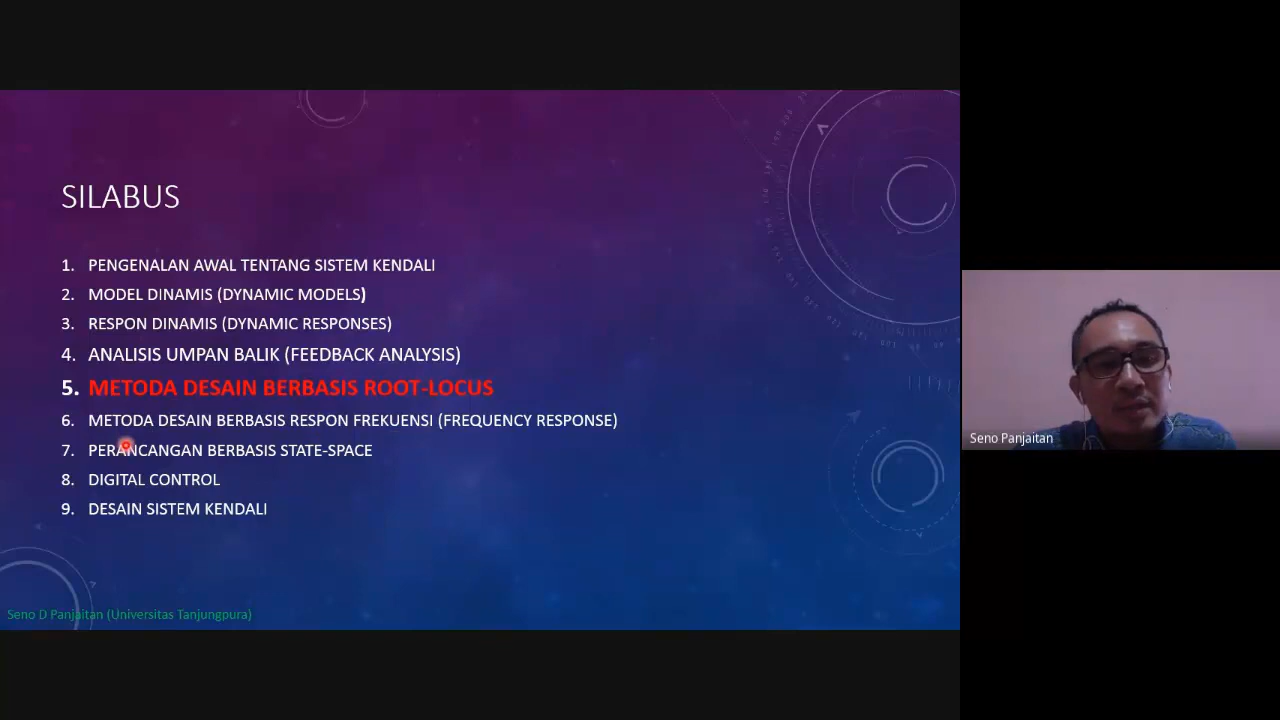 SILABUS
1. PENGENALAN AWAL TENTANG SISTEM KENDALI
2. MODEL DINAMIS (DYNAMIC MODELS)
3. RESPON DINAMIS (DYNAMIC RESPONSES)
4. ANALISIS UMPAN BALIK (FEEDBACK ANALYSIS)
5. METODA DESAIN BERBASIS ROOT-LOCUS
6. METODA DESAIN BERBASIS RESPON FREKUENSI (FREQUENCY RESPONSE)
7. PERANCANGAN BERBASIS STATE-SPACE
8. DIGITAL CONTROL
9. DESAIN SISTEM KENDALI
Seno D Panjaitan (Universitas Tanjungpura)
Seno Panjaitan